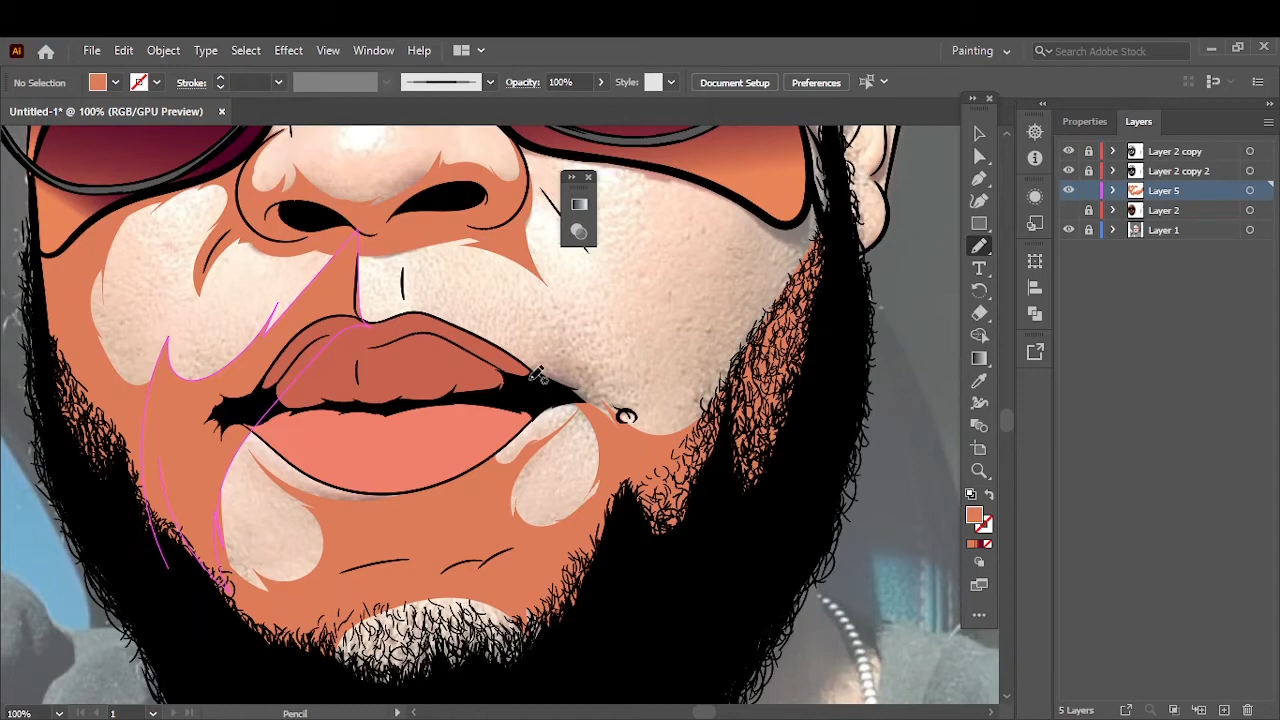 Ai File Edit Object Type Select Effect View Window Help Painting Search Adobe Stock
No Selection Stroke: Opacity: 100% Style: Document Setup Preferences
Untitled-1* @ 100% (RGB/GPU Preview)
Properties Layers
Layer 2 copy
Layer 2 copy 2
Layer 5
Layer 2
Layer 1
100% 1 Pencil 5 Layers